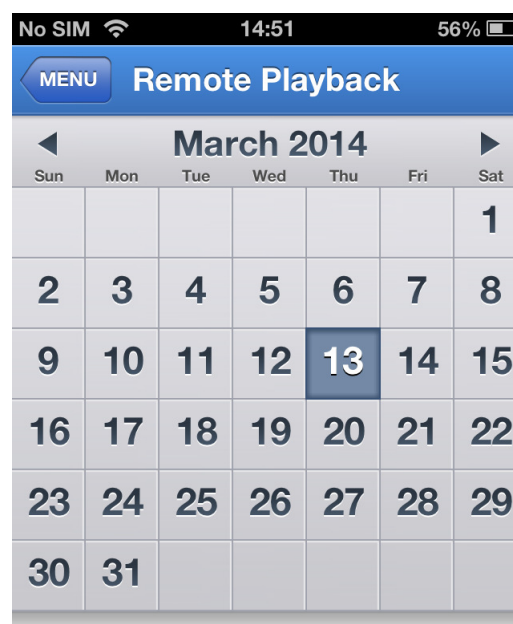 No SIM 14:51 56%
MENU Remote Playback
March 2014
Sun Mon Tue Wed Thu Fri Sat
1
2 3 4 5 6 7 8
9 10 11 12 13 14 15
16 17 18 19 20 21 22
23 24 25 26 27 28 29
30 31